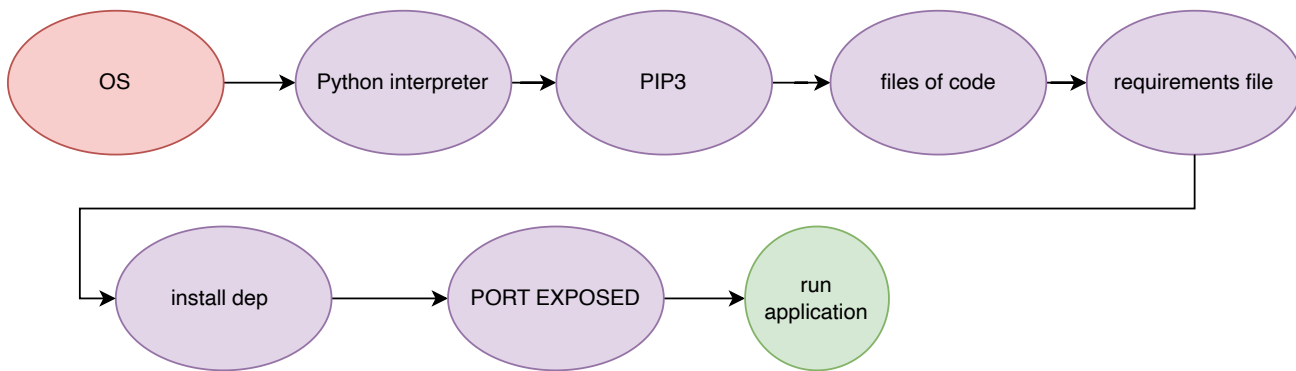 OS
Python interpreter
PIP3
files of code
requirements file
install dep
PORT EXPOSED
run
application